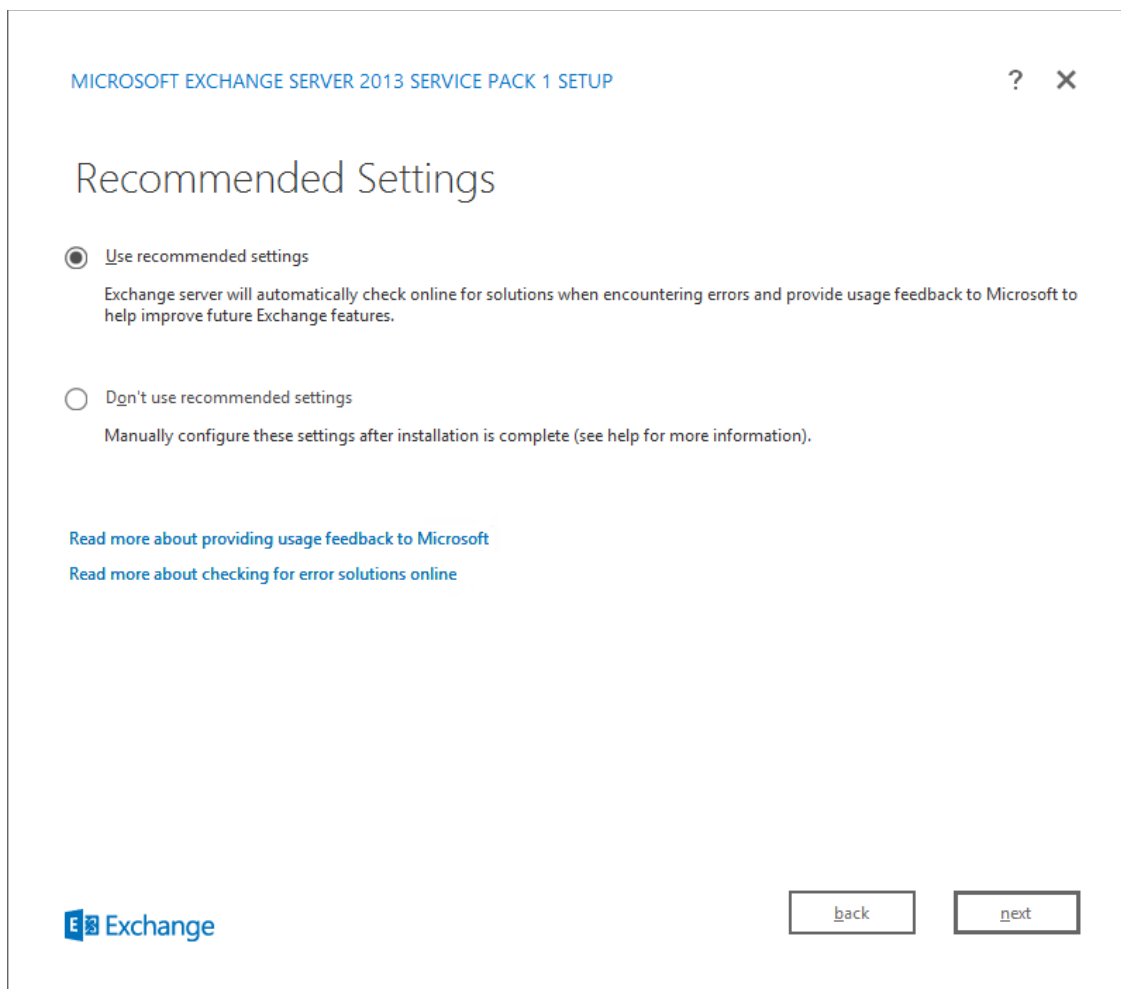 MICROSOFT EXCHANGE SERVER 2013 SERVICE PACK 1 SETUP ?
Recommended Settings
Use recommended settings
Exchange server will automatically check online for solutions when encountering errors and provide usage feedback to Microsoft to
help improve future Exchange features.
Don't use recommended settings
Manually configure these settings after installation is complete (see help for more information).
Read more about providing usage feedback to Microsoft
Read more about checking for error solutions online
E Exchange
back next